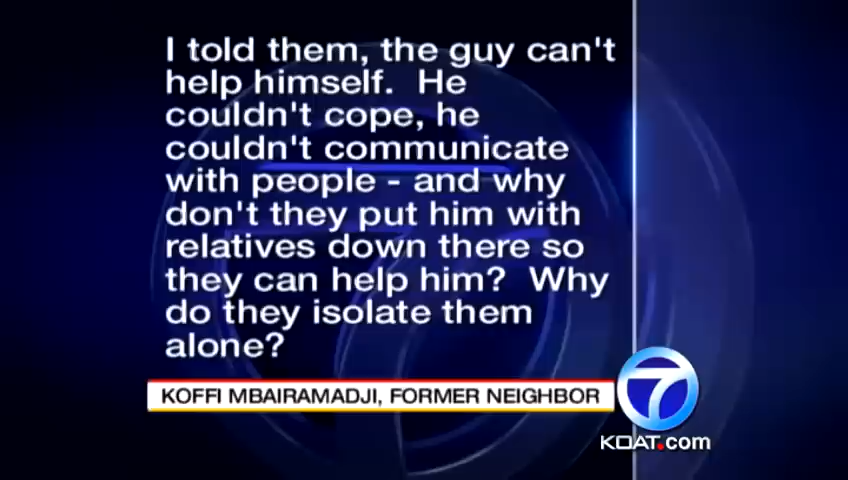 I told them, the guy can't
help himself.  He
couldn't cope, he
couldn't communicate
with people - and why
don't they put him with
relatives down there so
they can help him?  Why
do they isolate them
alone?
KOFFI MBAIRAMADJI, FORMER NEIGHBOR
7
KOAT.com